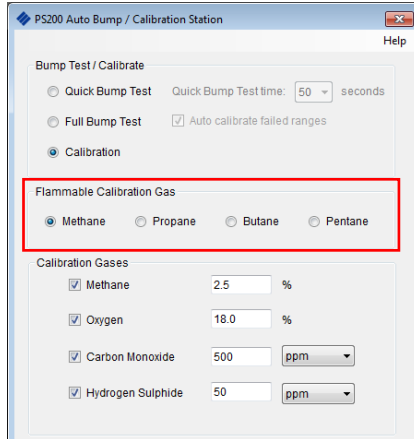 PS200 Auto Bump / Calibration Station
Help
Bump Test / Calibrate
Quick Bump Test Quick Bump Test time: 50 seconds
Full Bump Test Auto calibrate failed ranges
Calibration
Flammable Calibration Gas
Methane Propane Butane Pentane
Calibration Gases
Methane 2.5 %
Oxygen 18.0 %
Carbon Monoxide 500 ppm
Hydrogen Sulphide 50 ppm